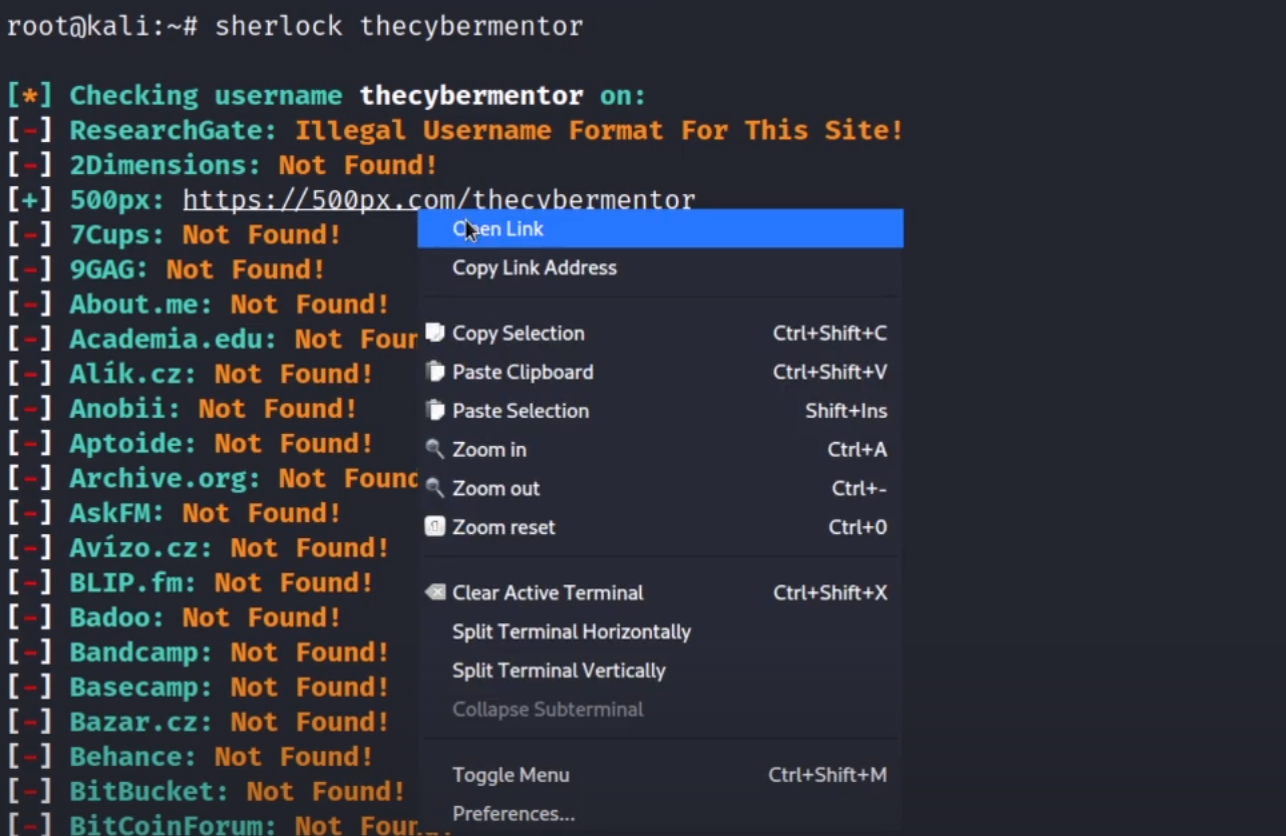 root@kali:~# sherlock thecybermentor
[*] Checking username thecybermentor on:
[-] ResearchGate: Illegal Username Format For This Site!
[-] 2Dimensions: Not Found!
[+] 500px: https://500px.com/thecybermentor
[-] 7Cups: Not Found!
[-] 9GAG: Not Found!
[-] About.me: Not Found!
[-] Academia.edu: Not Foun
[-] Alík.cz: Not Found!
[-] Anobii: Not Found!
[-] Aptoide: Not Found!
[-] Archive.org: Not Found
[-] AskFM: Not Found!
[-] Avízo.cz: Not Found!
[-] BLIP.fm: Not Found!
[-] Badoo: Not Found!
[-] Bandcamp: Not Found!
[-] Basecamp: Not Found!
[-] Bazar.cz: Not Found!
[-] Behance: Not Found!
[-] BitBucket: Not Found!
[-] BitCoinForum: Not Found!
Open Link
Copy Link Address
Copy Selection Ctrl+Shift+C
Paste Clipboard Ctrl+Shift+V
Paste Selection Shift+Ins
Zoom in Ctrl+A
Zoom out Ctrl+-
Zoom reset Ctrl+0
Clear Active Terminal Ctrl+Shift+X
Split Terminal Horizontally
Split Terminal Vertically
Collapse Subterminal
Toggle Menu Ctrl+Shift+M
Preferences...